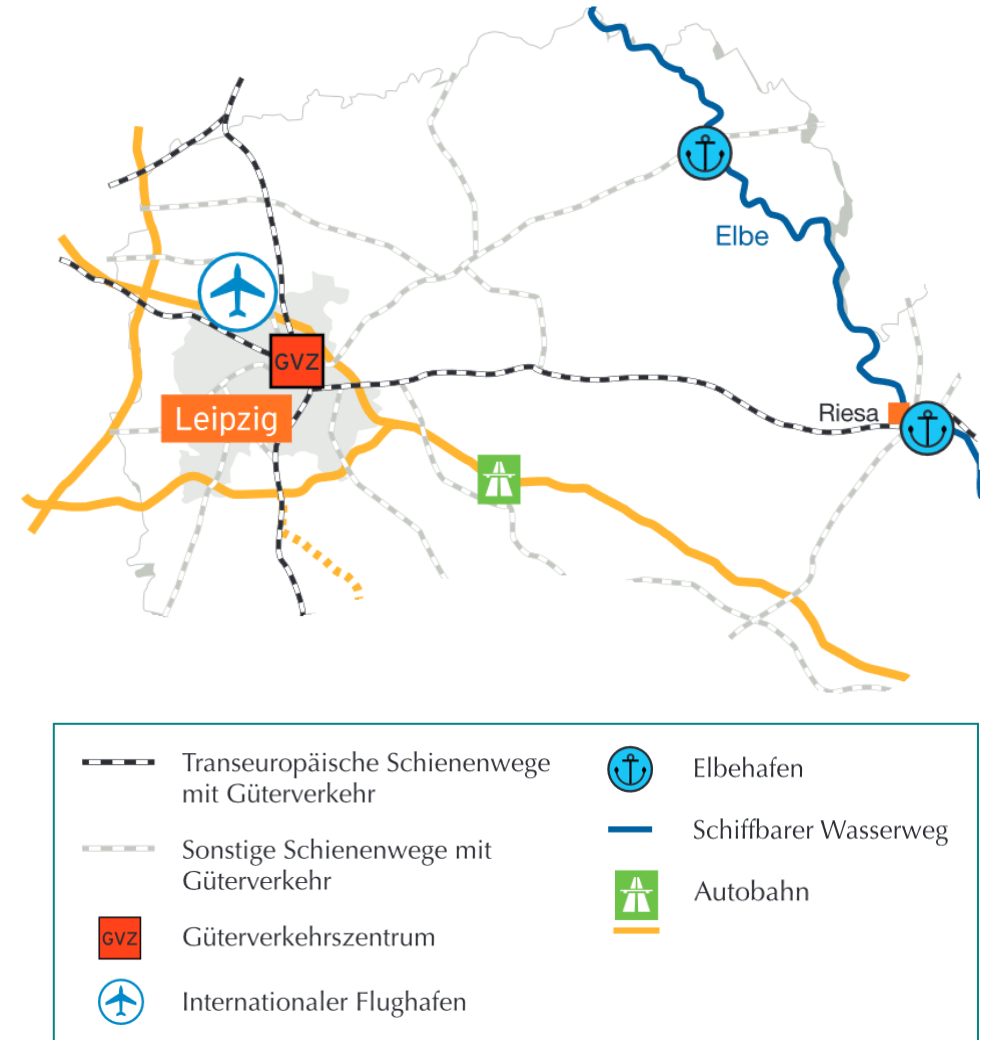 Elbe
GVZ
Leipzig
Riesa
Transeuropäische Schienenwege
mit Güterverkehr
Sonstige Schienenwege mit
Güterverkehr
GVZ
Güterverkehrszentrum
Internationaler Flughafen
Elbehafen
Schiffbarer Wasserweg
Autobahn